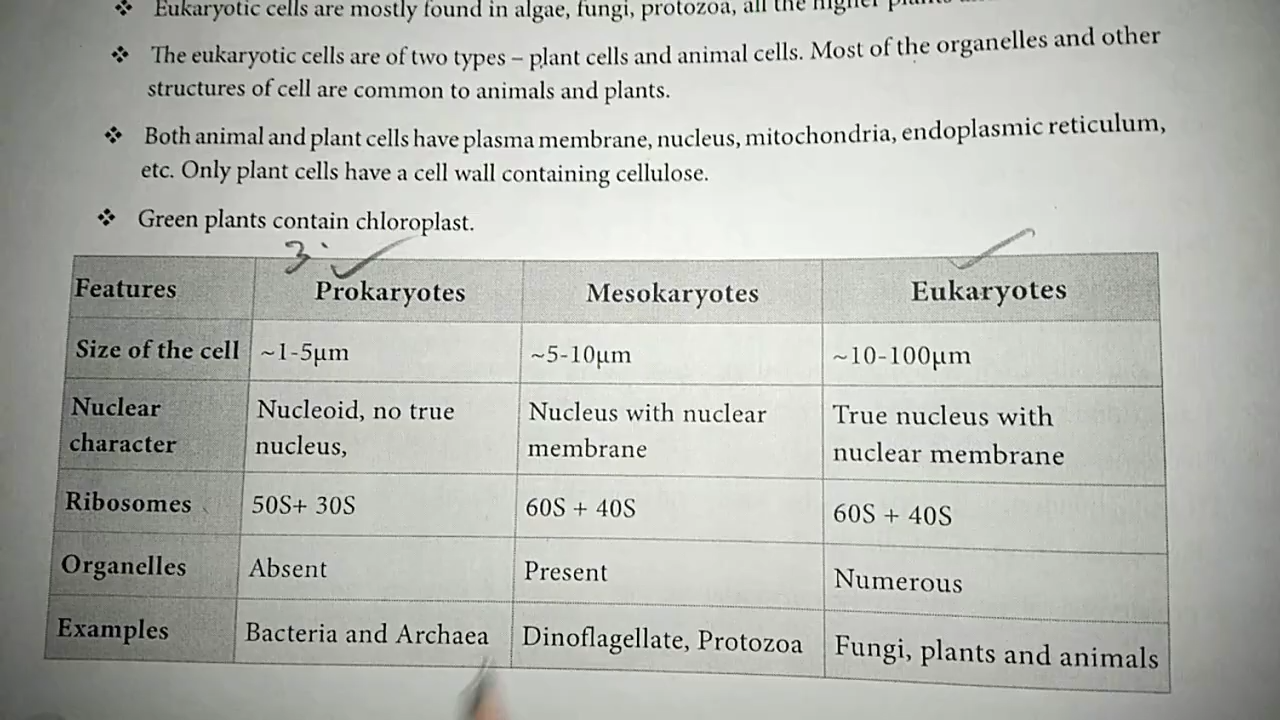 ❖ Eukaryotic cells are mostly found in algae, fungi, protozoa, all the higher plants
❖ The eukaryotic cells are of two types – plant cells and animal cells. Most of the organelles and other
structures of cell are common to animals and plants.
❖ Both animal and plant cells have plasma membrane, nucleus, mitochondria, endoplasmic reticulum,
etc. Only plant cells have a cell wall containing cellulose.
❖ Green plants contain chloroplast.
3
Features Prokaryotes Mesokaryotes Eukaryotes
Size of the cell ~1-5μm ~5-10μm ~10-100μm
Nuclear Nucleoid, no true Nucleus with nuclear True nucleus with
character nucleus, membrane nuclear membrane
Ribosomes 50S+ 30S 60S + 40S 60S + 40S
Organelles Absent Present Numerous
Examples Bacteria and Archaea Dinoflagellate, Protozoa Fungi, plants and animals